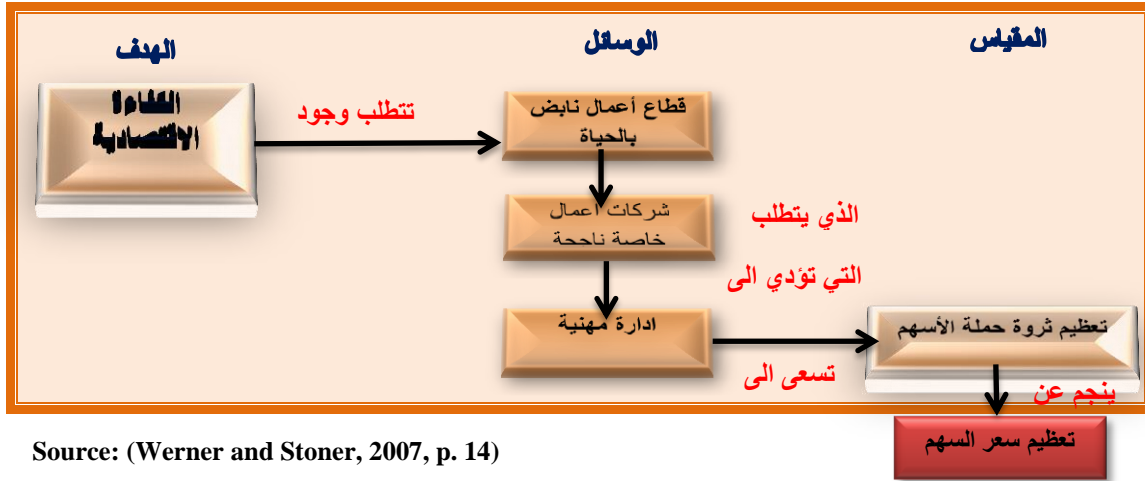 الهدف
الوسائل
المقياس
الكفاءة
الاقتصادية
تتطلب وجود
قطاع أعمال نابض
بالحياة
شركات اعمال
خاصة ناجحة
الذي يتطلب
التي تؤدي الى
ادارة مهنية
تسعى الى
تعظيم ثروة حملة الأسهم
ينجم عن
تعظيم سعر السهم
Source: (Werner and Stoner, 2007, p. 14)